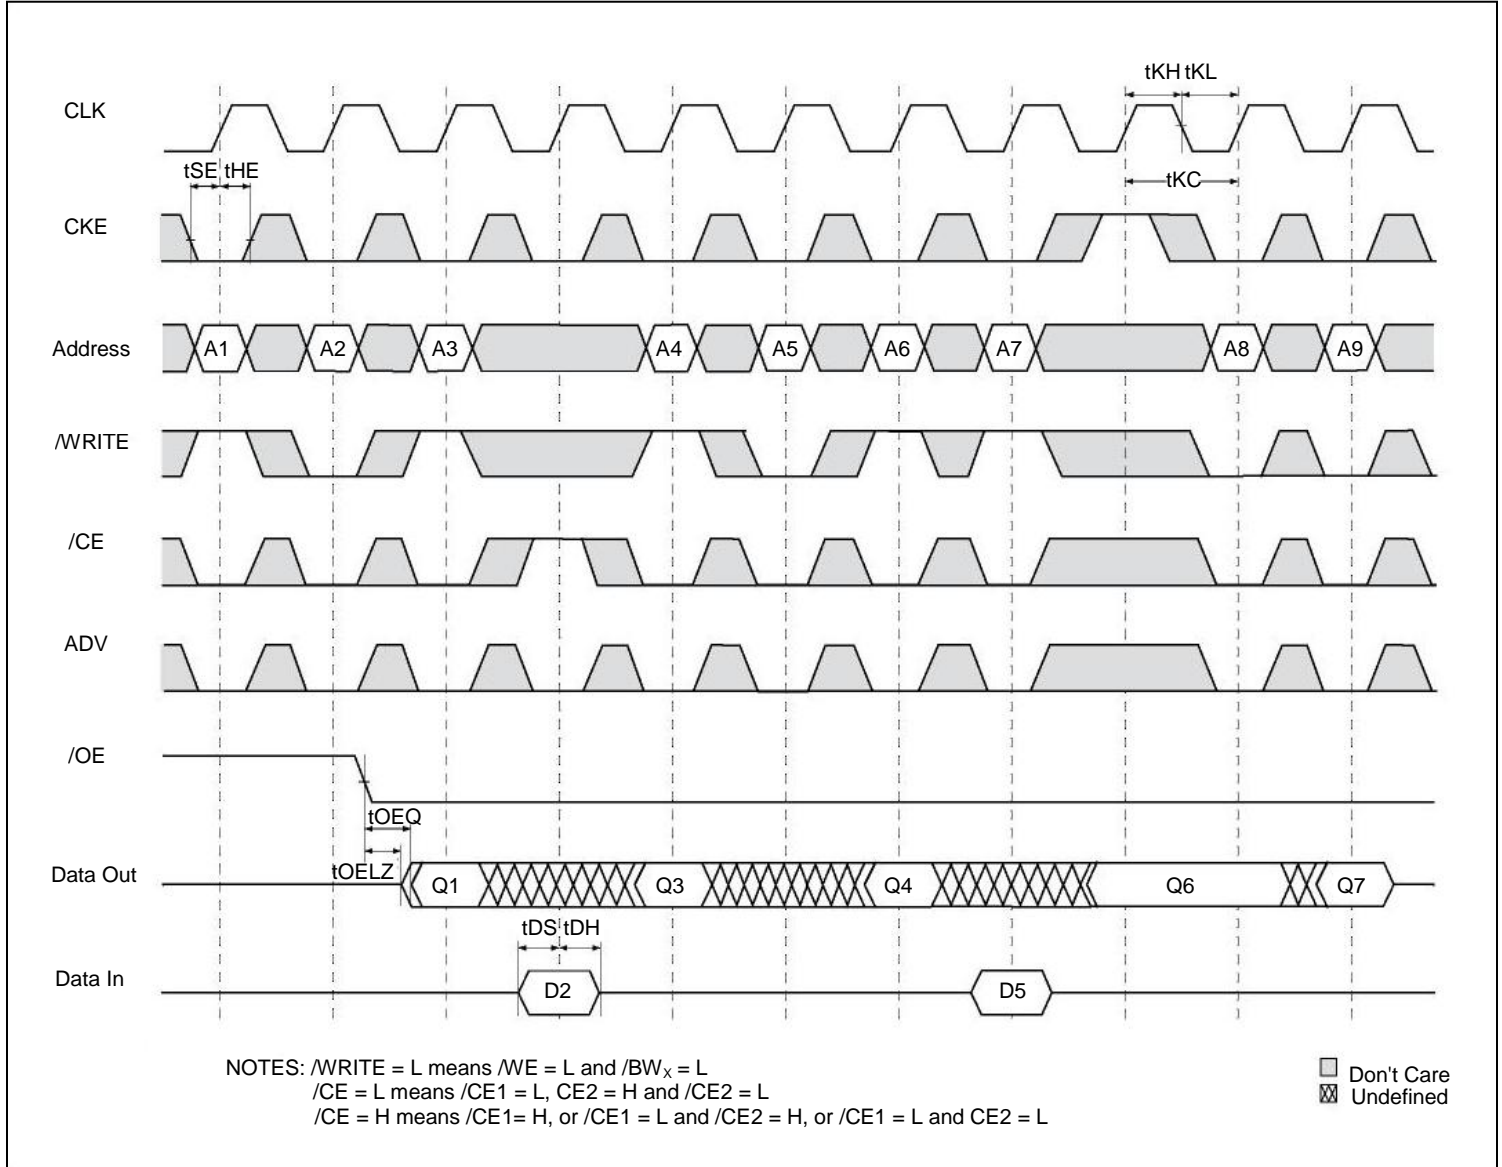 tKH tKL
CLK
tSE tHE
tKC
CKE
Address A1 A2 A3 A4 A5 A6 A7 A8 A9
/WRITE
/CE
ADV
/OE
tOEQ
tOELZ
Data Out Q1 Q3 Q4 Q6 Q7
tDS tDH
Data In D2 D5
NOTES: /WRITE = L means /WE = L and /BWX = L
/CE = L means /CE1 = L, CE2 = H and /CE2 = L
/CE = H means /CE1= H, or /CE1 = L and /CE2 = H, or /CE1 = L and CE2 = L
Don't Care
Undefined